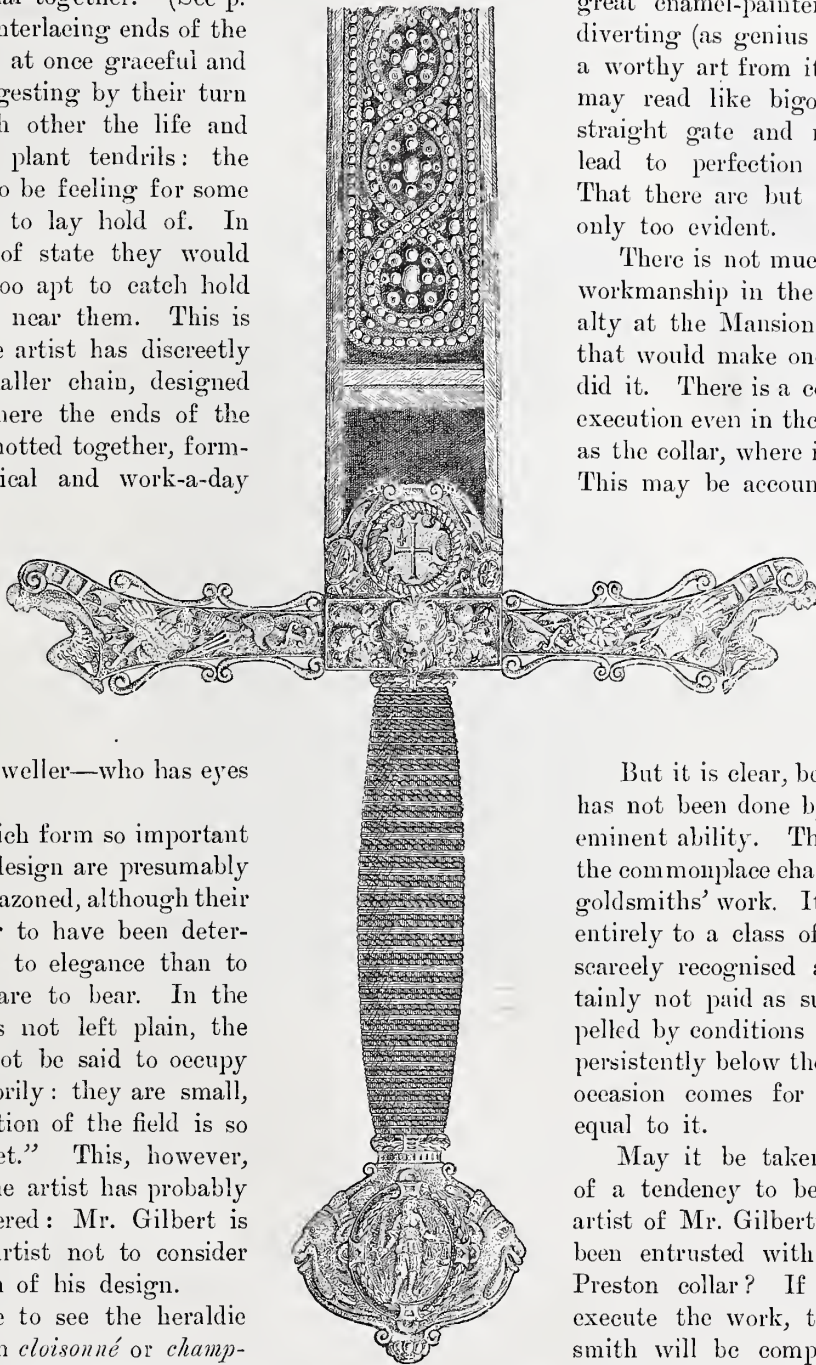 nterlacing ends of the
at once graceful and
gesting by their turn
h other the life and
plant tendrils: the
o be feeling for some
to lay hold of. In
of state they would
oo apt to catch hold
near them. This is
e artist has discreetly
aller chain, designed
here the ends of the
notted together, form-
ical and work-a-day
weller—who has eyes
ich form so important
design are presumably
azoned, although their
r to have been deter-
to elegance than to
are to bear. In the
s not left plain, the
ot be said to occupy
orily: they are small,
tion of the field is so
et.” This, however,
e artist has probably
ered: Mr. Gilbert is
rtist not to consider
n of his design.
e to see the heraldic
n cloisonné or champ-
great enamel-painter
diverting (as genius
a worthy art from it
may read like bigo
straight gate and n
lead to perfection
That there are but
only too evident.
There is not muc
workmanship in the
alty at the Mansion
that would make on
did it. There is a ce
execution even in the
as the collar, where i
This may be accoun
But it is clear, be
has not been done b
eminent ability. Th
the commonplace cha
goldsmiths’ work. It
entirely to a class of
scarcely recognised a
tainly not paid as su
pelled by conditions
persistently below the
occasion comes for
equal to it.
May it be taken
of a tendency to be
artist of Mr. Gilbert
been entrusted with
Preston collar? If
execute the work, t
smith will be comp